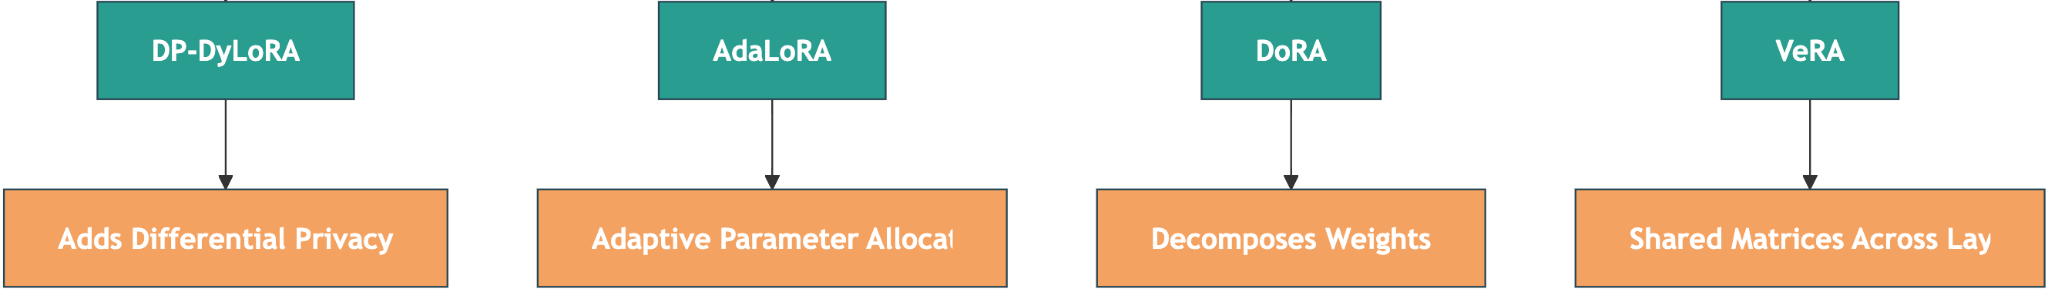 DP-DyLoRA
AdaLoRA
DoRA
VeRA
Adds Differential Privacy
Adaptive Parameter Allocat
Decomposes Weights
Shared Matrices Across Lay